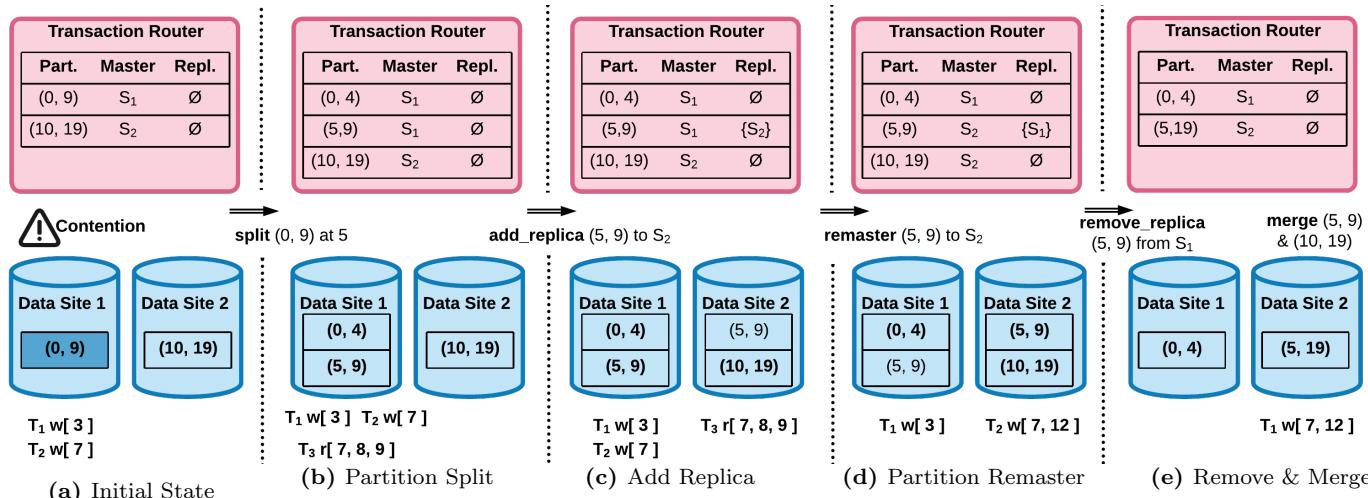 Transaction Router
Part. Master Repl.
(0, 9) S₁ Ø
(10, 19) S₂ Ø
Contention
Data Site 1 Data Site 2
(0, 9) (10, 19)
T₁ w[ 3 ]
T₂ w[ 7 ]
(a) Initial State
split (0, 9) at 5
Transaction Router
Part. Master Repl.
(0, 4) S₁ Ø
(5,9) S₁ Ø
(10, 19) S₂ Ø
Data Site 1 Data Site 2
(0, 4)
(5, 9)
(10, 19)
T₁ w[ 3 ] T₂ w[ 7 ]
T₃ r[ 7, 8, 9 ]
(b) Partition Split
add_replica (5, 9) to S₂
Transaction Router
Part. Master Repl.
(0, 4) S₁ Ø
(5,9) S₁ {S₂}
(10, 19) S₂ Ø
Data Site 1 Data Site 2
(0, 4) (5, 9)
(5, 9) (10, 19)
T₁ w[ 3 ] T₃ r[ 7, 8, 9 ]
T₂ w[ 7 ]
(c) Add Replica
remaster (5, 9) to S₂
Transaction Router
Part. Master Repl.
(0, 4) S₁ Ø
(5,9) S₂ {S₁}
(10, 19) S₂ Ø
Data Site 1 Data Site 2
(0, 4) (5, 9)
(5, 9) (10, 19)
T₁ w[ 3 ] T₂ w[ 7, 12 ]
(d) Partition Remaster
remove_replica
(5, 9) from S₁
merge (5, 9)
& (10, 19)
Transaction Router
Part. Master Repl.
(0, 4) S₁ Ø
(5,19) S₂ Ø
Data Site 1 Data Site 2
(0, 4) (5, 19)
T₁ w[ 7, 12 ]
(e) Remove & Merge